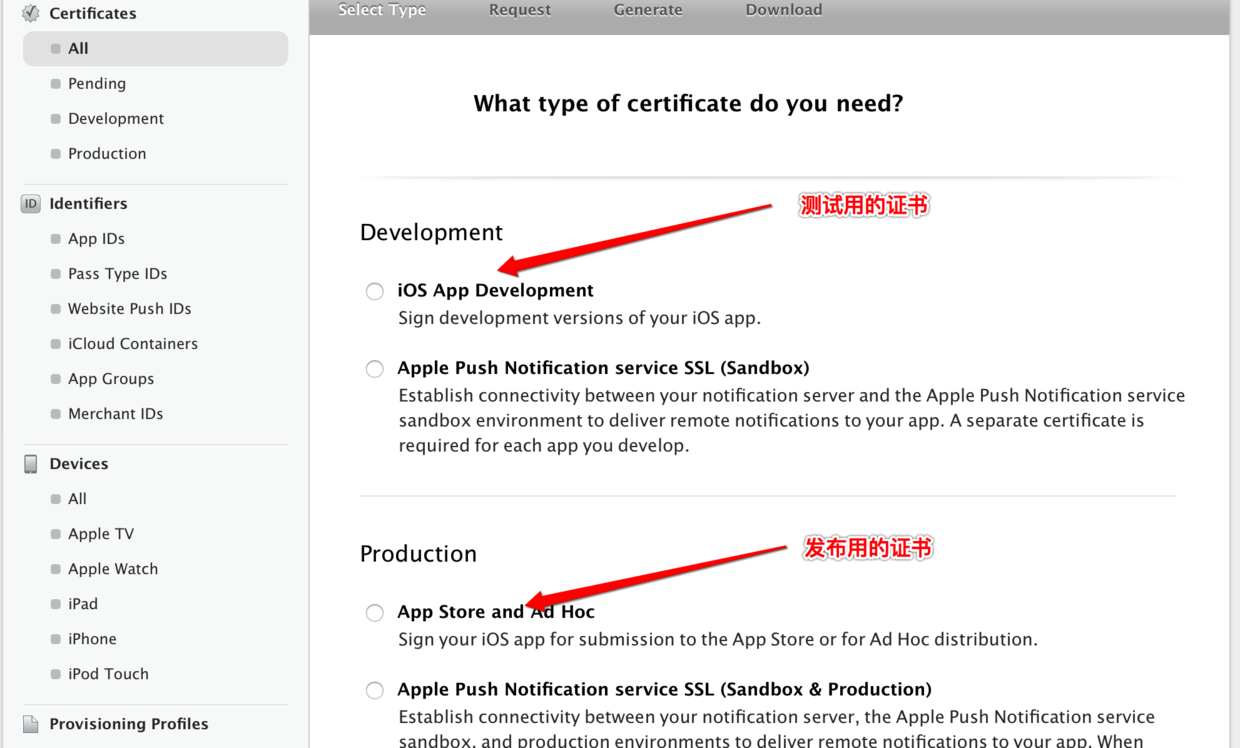 Certificates
All
Pending
Development
Production
ID Identifiers
App IDs
Pass Type IDs
Website Push IDs
iCloud Containers
App Groups
Merchant IDs
Devices
All
Apple TV
Apple Watch
iPad
iPhone
iPod Touch
Provisioning Profiles
Select Type Request Generate Download
What type of certificate do you need?
测试用的证书
Development
iOS App Development
Sign development versions of your iOS app.
Apple Push Notification service SSL (Sandbox)
Establish connectivity between your notification server and the Apple Push Notification service
sandbox environment to deliver remote notifications to your app. A separate certificate is
required for each app you develop.
发布用的证书
Production
App Store and Ad Hoc
Sign your iOS app for submission to the App Store or for Ad Hoc distribution.
Apple Push Notification service SSL (Sandbox & Production)
Establish connectivity between your notification server, the Apple Push Notification service
sandbox, and production environments to deliver remote notifications to your app. When